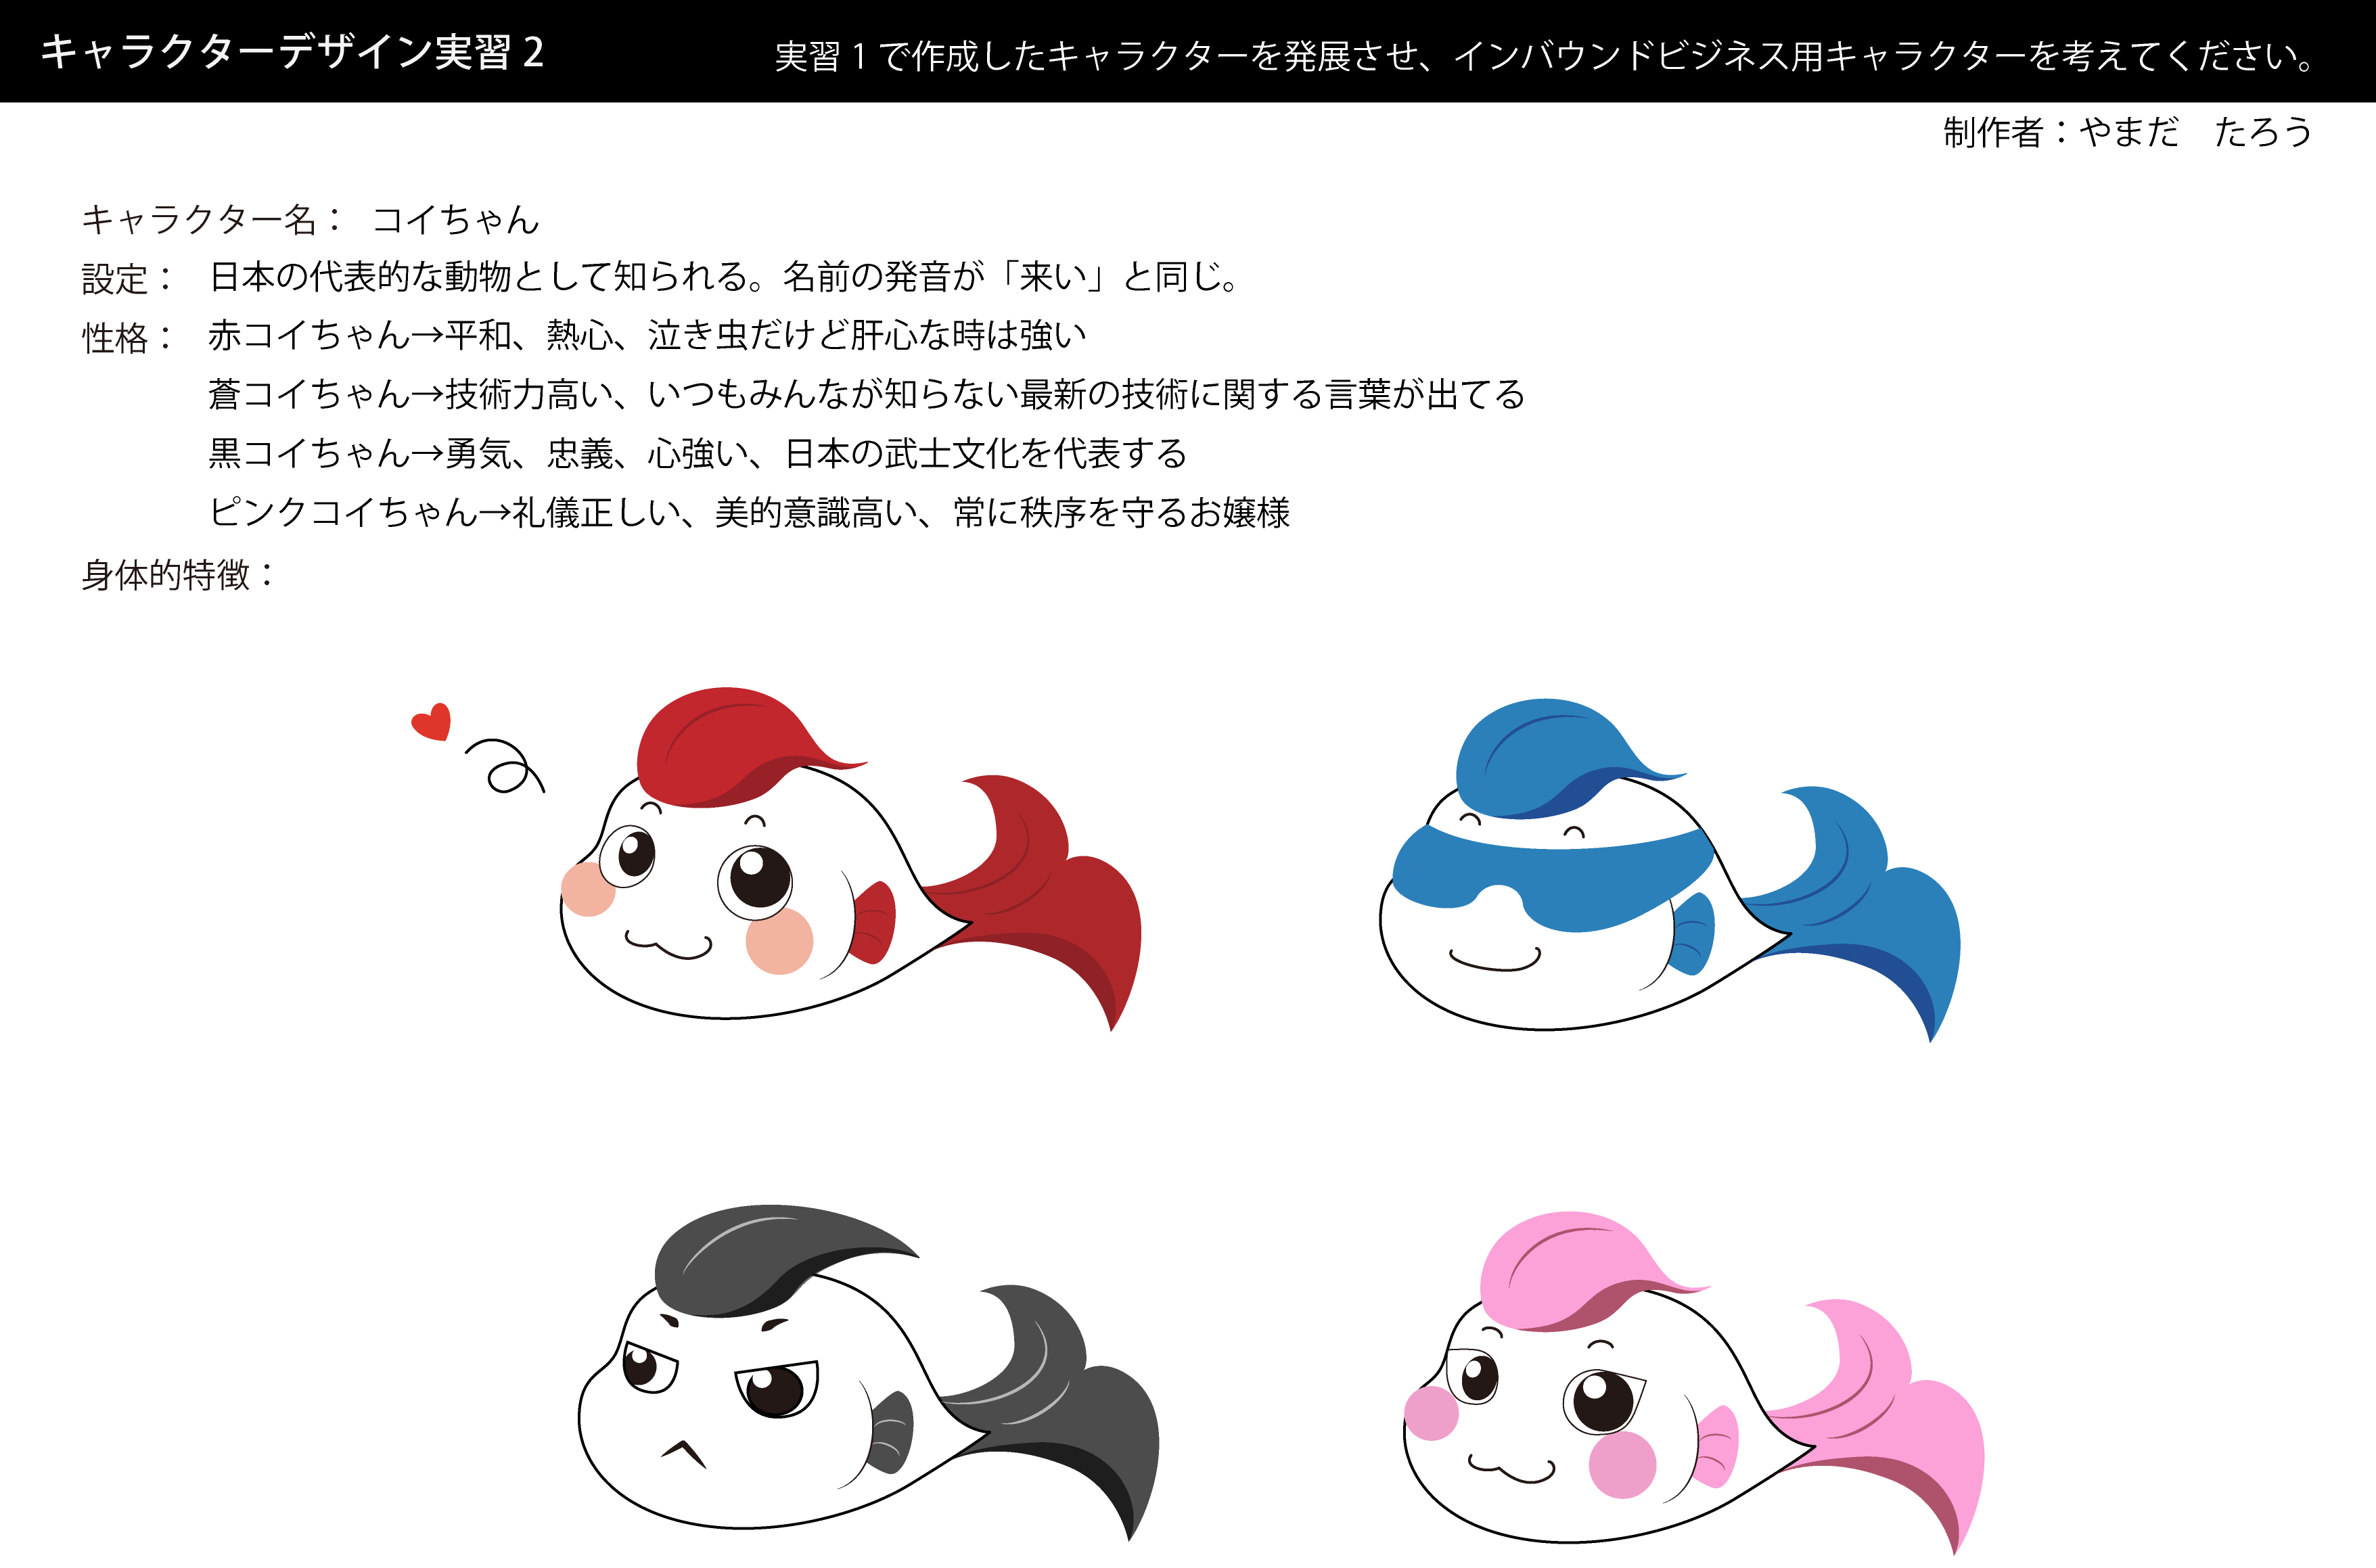 キャラクターデザイン実習 2
実習 1 で作成したキャラクターを発展させ、インバウンドビジネス用キャラクターを考えてください。
制作者：やまだ　たろう
キャラクター名：　コイちゃん
設定：　日本の代表的な動物として知られる。名前の発音が「来い」と同じ。
性格：　赤コイちゃん→平和、熱心、泣き虫だけど肝心な時は強い
蒼コイちゃん→技術力高い、いつもみんなが知らない最新の技術に関する言葉が出てる
黒コイちゃん→勇気、忠義、心強い、日本の武士文化を代表する
ピンクコイちゃん→礼儀正しい、美的意識高い、常に秩序を守るお嬢様
身体的特徴：